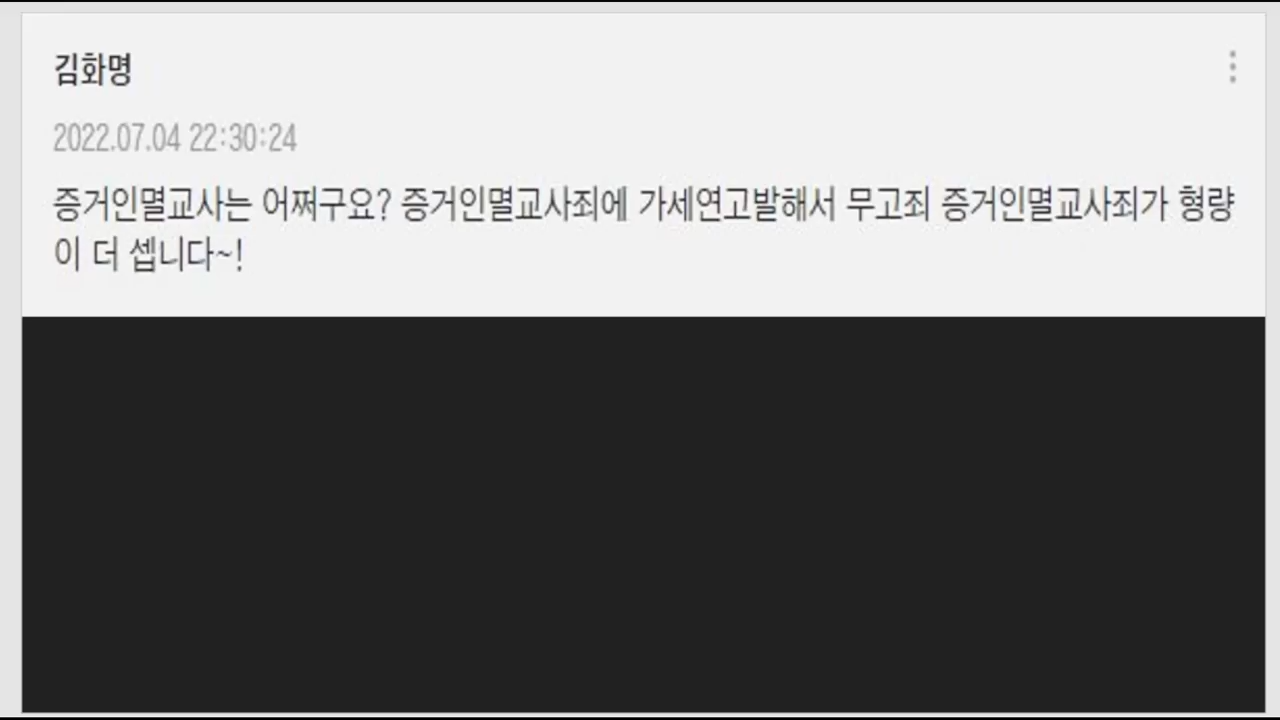 김화명
2022.07.04 22:30:24
증거인멸교사는 어쩌구요? 증거인멸교사죄에 가세연고발해서 무고죄 증거인멸교사죄가 형량
이 더 셉니다~!